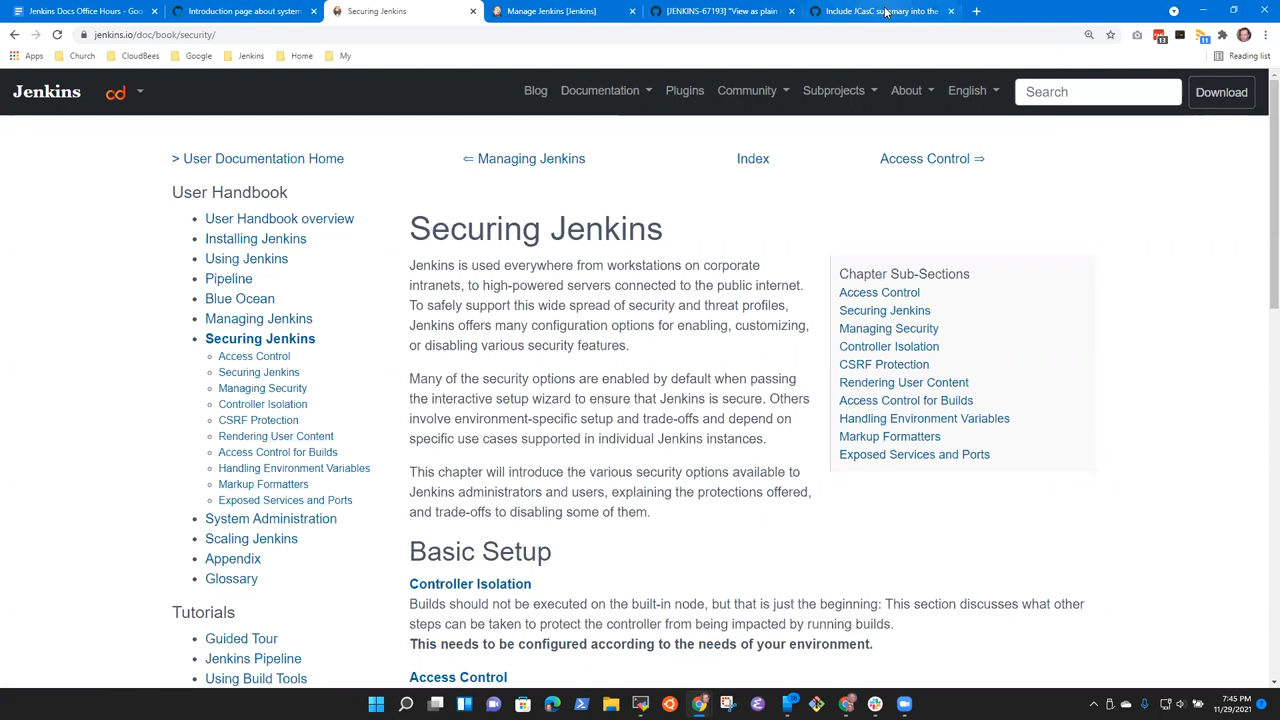 Jenkins Docs Office Hours - Goo
Introduction page about system
Securing Jenkins
Manage Jenkins [Jenkins]
[JENKINS-67193] "View as plain
Include JCasC summary into the
jenkins.io/doc/book/security/
13
11
Apps
Church
CloudBees
Google
Jenkins
Home
My
Reading list
Jenkins
cd
Blog
Documentation
Plugins
Community
Subprojects
About
English
Search
Download
> User Documentation Home
⇐ Managing Jenkins
Index
Access Control ⇒
User Handbook
User Handbook overview
Installing Jenkins
Using Jenkins
Pipeline
Blue Ocean
Managing Jenkins
Securing Jenkins
Access Control
Securing Jenkins
Managing Security
Controller Isolation
CSRF Protection
Rendering User Content
Access Control for Builds
Handling Environment Variables
Markup Formatters
Exposed Services and Ports
System Administration
Scaling Jenkins
Appendix
Glossary
Tutorials
Guided Tour
Jenkins Pipeline
Using Build Tools
Securing Jenkins
Jenkins is used everywhere from workstations on corporate
intranets, to high-powered servers connected to the public internet.
To safely support this wide spread of security and threat profiles,
Jenkins offers many configuration options for enabling, customizing,
or disabling various security features.
Many of the security options are enabled by default when passing
the interactive setup wizard to ensure that Jenkins is secure. Others
involve environment-specific setup and trade-offs and depend on
specific use cases supported in individual Jenkins instances.
This chapter will introduce the various security options available to
Jenkins administrators and users, explaining the protections offered,
and trade-offs to disabling some of them.
Chapter Sub-Sections
Access Control
Securing Jenkins
Managing Security
Controller Isolation
CSRF Protection
Rendering User Content
Access Control for Builds
Handling Environment Variables
Markup Formatters
Exposed Services and Ports
Basic Setup
Controller Isolation
Builds should not be executed on the built-in node, but that is just the beginning: This section discusses what other
steps can be taken to protect the controller from being impacted by running builds.
This needs to be configured according to the needs of your environment.
Access Control
7:45 PM
11/29/2021